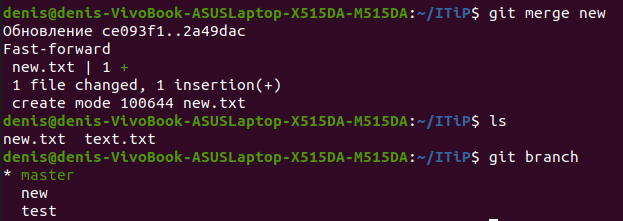 denis@denis-VivoBook-ASUSLaptop-X515DA-M515DA:~/ITiP$ git merge new
Обновление ce093f1..2a49dac
Fast-forward
 new.txt | 1 +
 1 file changed, 1 insertion(+)
 create mode 100644 new.txt
denis@denis-VivoBook-ASUSLaptop-X515DA-M515DA:~/ITiP$ ls
new.txt  text.txt
denis@denis-VivoBook-ASUSLaptop-X515DA-M515DA:~/ITiP$ git branch
* master
  new
  test